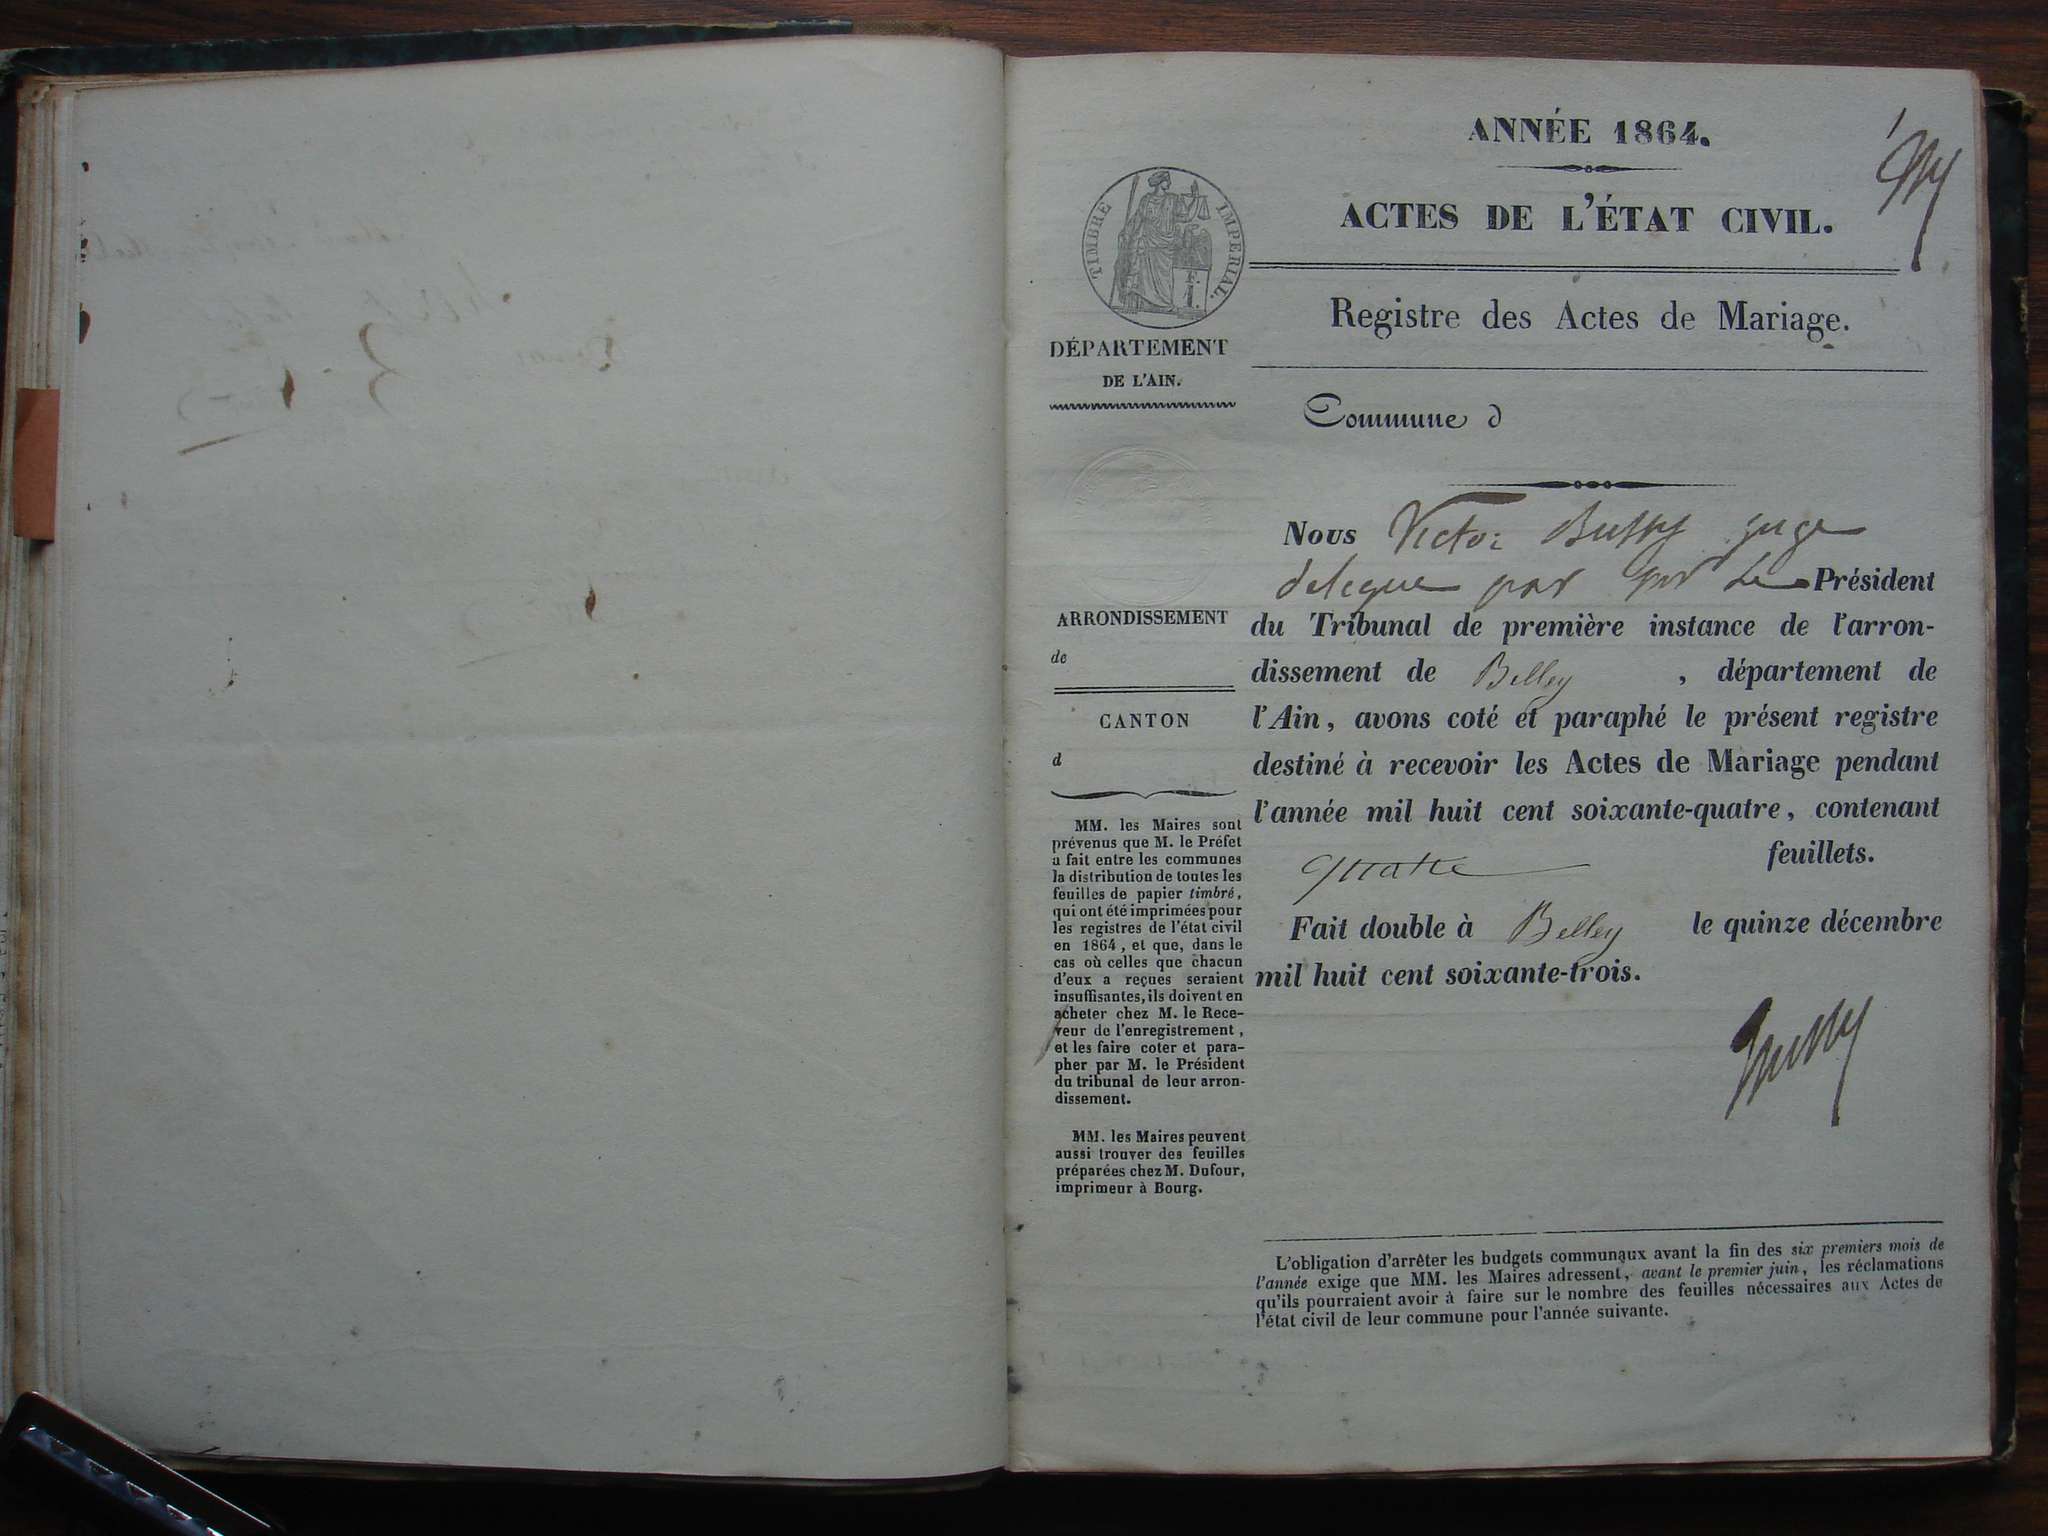 ANNÉE 1864.
ACTES DE L'ÉTAT CIVIL.
TIMBRE IMPERIAL.
Registre des Actes de Mariage.
DÉPARTEMENT
DE L'AIN.
Commune d
Nous Victor Bussy juge
délégué par le Président
du Tribunal de première instance de l'arron-
dissement de Belley , département de
l'Ain, avons coté et paraphé le présent registre
destiné à recevoir les Actes de Mariage pendant
l'année mil huit cent soixante-quatre, contenant
quatre feuillets.
Fait double à Belley le quinze décembre
mil huit cent soixante-trois.
Bussy
ARRONDISSEMENT
de
CANTON
d
MM. les Maires sont
prévenus que M. le Préfet
a fait entre les communes
la distribution de toutes les
feuilles de papier timbré,
qui ont été imprimées pour
les registres de l'état civil
en 1864, et que, dans le
cas où celles que chacun
d'eux a reçues seraient
insuffisantes, ils doivent en
acheter chez M. le Rece-
veur de l'enregistrement,
et les faire coter et para-
pher par M. le Président
du tribunal de leur arron-
dissement.
MM. les Maires peuvent
aussi trouver des feuilles
préparées chez M. Dufour,
imprimeur à Bourg.
L'obligation d'arrêter les budgets communaux avant la fin des six premiers mois de
l'année exige que MM. les Maires adressent, avant le premier juin, les réclamations
qu'ils pourraient avoir à faire sur le nombre des feuilles nécessaires aux Actes de
l'état civil de leur commune pour l'année suivante.